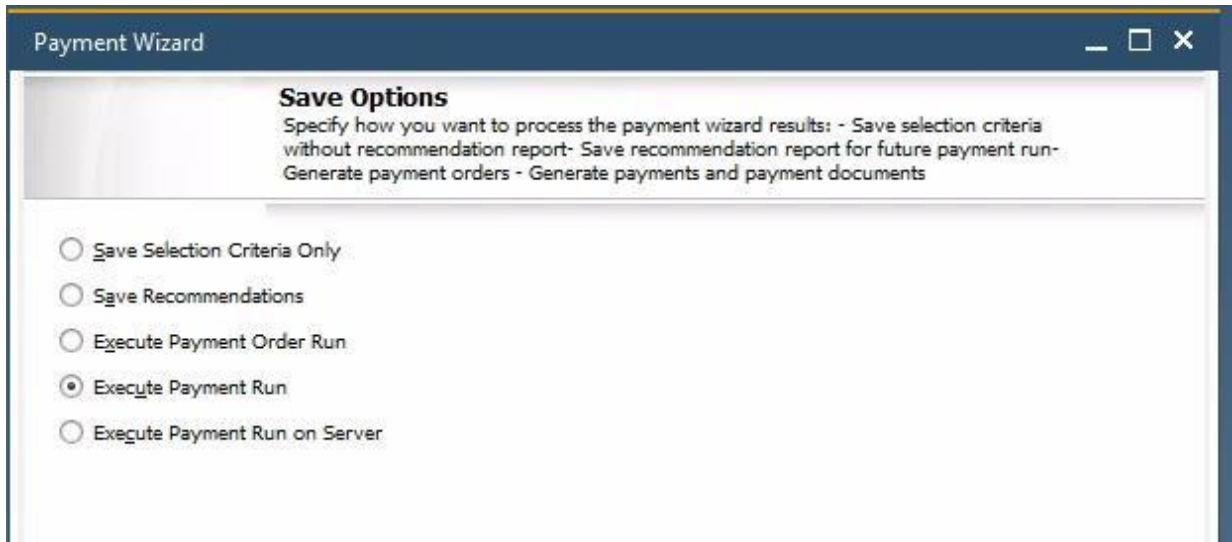 Payment Wizard
Save Options
Specify how you want to process the payment wizard results: - Save selection criteria
without recommendation report- Save recommendation report for future payment run-
Generate payment orders - Generate payments and payment documents
Save Selection Criteria Only
Save Recommendations
Execute Payment Order Run
Execute Payment Run
Execute Payment Run on Server